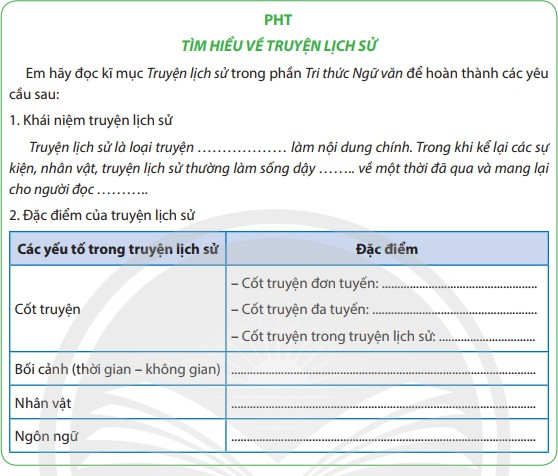 PHT
TÌM HIỂU VỀ TRUYỆN LỊCH SỬ
Em hãy đọc kĩ mục Truyện lịch sử trong phần Tri thức Ngữ văn để hoàn thành các yêu
cầu sau:
1. Khái niệm truyện lịch sử
Truyện lịch sử là loại truyện ……………… làm nội dung chính. Trong khi kể lại các sự
kiện, nhân vật, truyện lịch sử thường làm sống dậy …….. về một thời đã qua và mang lại
cho người đọc ………..
2. Đặc điểm của truyện lịch sử
Các yếu tố trong truyện lịch sử Đặc điểm
Cốt truyện
– Cốt truyện đơn tuyến: ..............................................
– Cốt truyện đa tuyến: .................................................
– Cốt truyện trong truyện lịch sử: .............................
Bối cảnh (thời gian – không gian) ...........................................................................................
Nhân vật ...........................................................................................
Ngôn ngữ ...........................................................................................